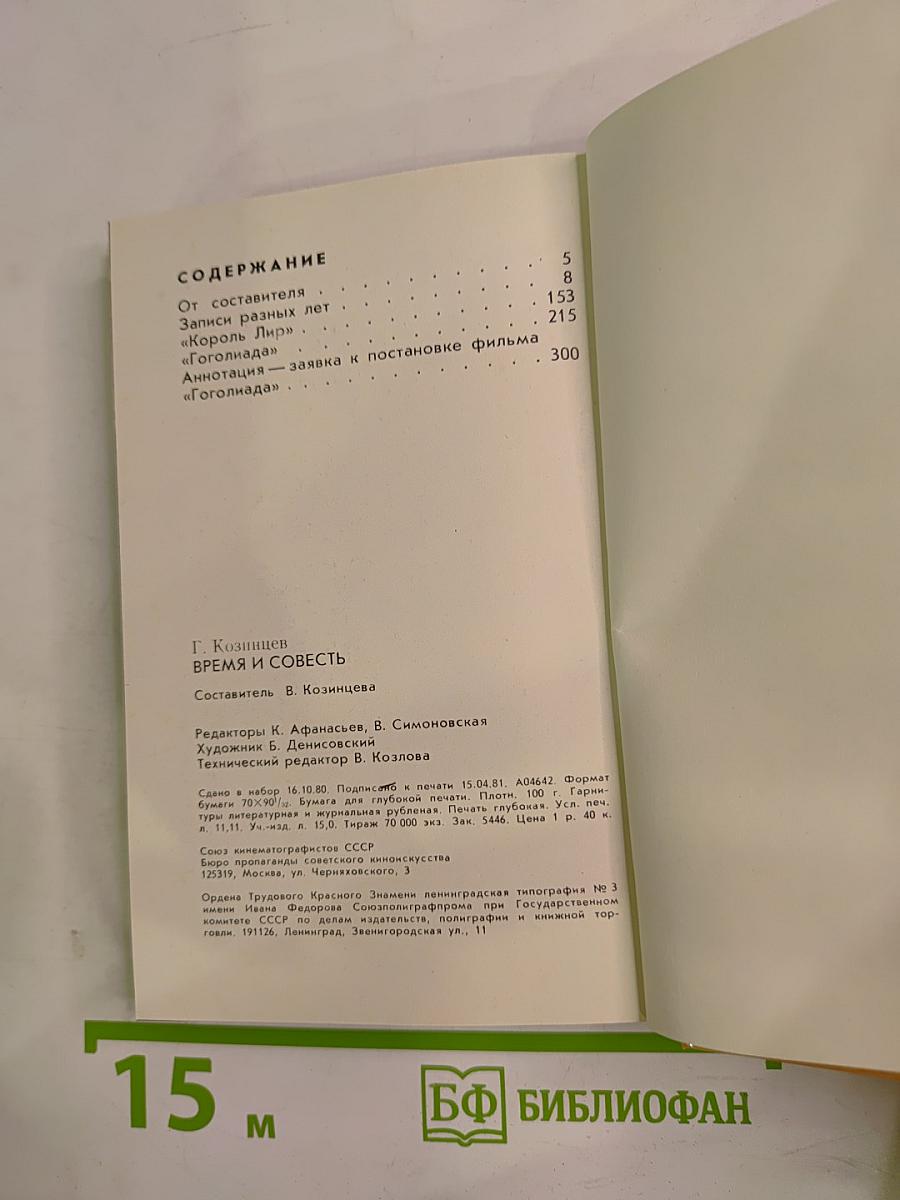 СОДЕРЖАНИЕ
От составителя . . . . . . . . . . 5
Записи разных лет . . . . . . . . . 8
«Король Лир» . . . . . . . . . . 153
«Гоголиада» . . . . . . . . . . 215
Аннотация — заявка к постановке фильма
«Гоголиада» . . . . . . . . . . 300
Г. Козинцев
ВРЕМЯ И СОВЕСТЬ
Составитель В. Козинцева
Редакторы К. Афанасьев, В. Симоновская
Художник Б. Денисовский
Технический редактор В. Козлова
Сдано в набор 16.10.80. Подписано к печати 15.04.81. А04642. Формат
бумаги 70×90¹/₃₂. Бумага для глубокой печати. Плотн. 100 г. Гарни-
туры литературная и журнальная рубленая. Печать глубокая. Усл. печ.
л. 11,11. Уч.-изд. л. 15,0. Тираж 70 000 экз. Зак. 5446. Цена 1 р. 40 к.
Союз кинематографистов СССР
Бюро пропаганды советского киноискусства
125319, Москва, ул. Черняховского, 3
Ордена Трудового Красного Знамени ленинградская типография № 3
имени Ивана Федорова Союзполиграфпрома при Государственном
комитете СССР по делам издательств, полиграфии и книжной тор-
говли. 191126, Ленинград, Звенигородская ул., 11
15 м
БФ БИБЛИОФАН